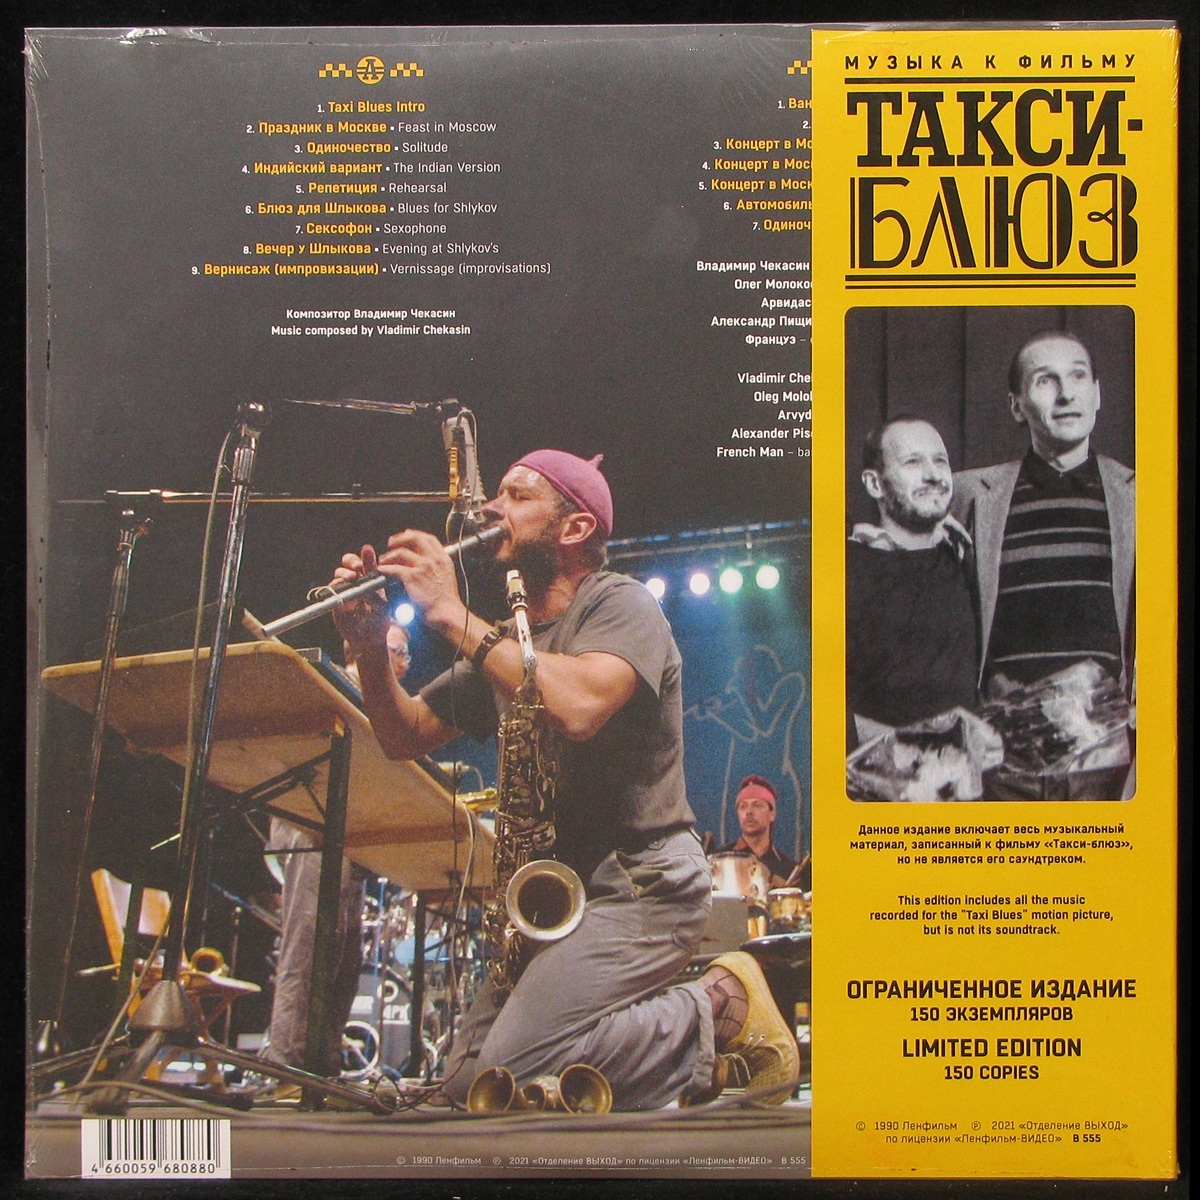 A
1. Taxi Blues Intro
2. Праздник в Москве ▪ Feast in Moscow
3. Одиночество ▪ Solitude
4. Индийский вариант ▪ The Indian Version
5. Репетиция ▪ Rehearsal
6. Блюз для Шлыкова ▪ Blues for Shlykov
7. Сексофон ▪ Sexophone
8. Вечер у Шлыкова ▪ Evening at Shlykov's
9. Вернисаж (импровизации) ▪ Vernissage (improvisations)
Композитор Владимир Чекасин
Music composed by Vladimir Chekasin
1. Ван
2.
3. Концерт в Мо
4. Концерт в Мос
5. Концерт в Моск
6. Автомобиль
7. Одиноч
Владимир Чекасин
Олег Молоко
Арвидас
Александр Пищи
Француз –
Vladimir Che
Oleg Molo
Arvyd
Alexander Pis
French Man – ba
МУЗЫКА К ФИЛЬМУ
ТАКСИ-
БЛЮЗ
Данное издание включает весь музыкальный
материал, записанный к фильму «Такси-блюз»,
но не является его саундтреком.
This edition includes all the music
recorded for the "Taxi Blues" motion picture,
but is not its soundtrack.
ОГРАНИЧЕННОЕ ИЗДАНИЕ
150 ЭКЗЕМПЛЯРОВ
LIMITED EDITION
150 COPIES
© 1990 Ленфильм ℗ 2021 «Отделение ВЫХОД»
по лицензии «Ленфильм-ВИДЕО» B 555
4 660059 680880
© 1990 Ленфильм ℗ 2021 «Отделение ВЫХОД» по лицензии «Ленфильм-ВИДЕО» B 555